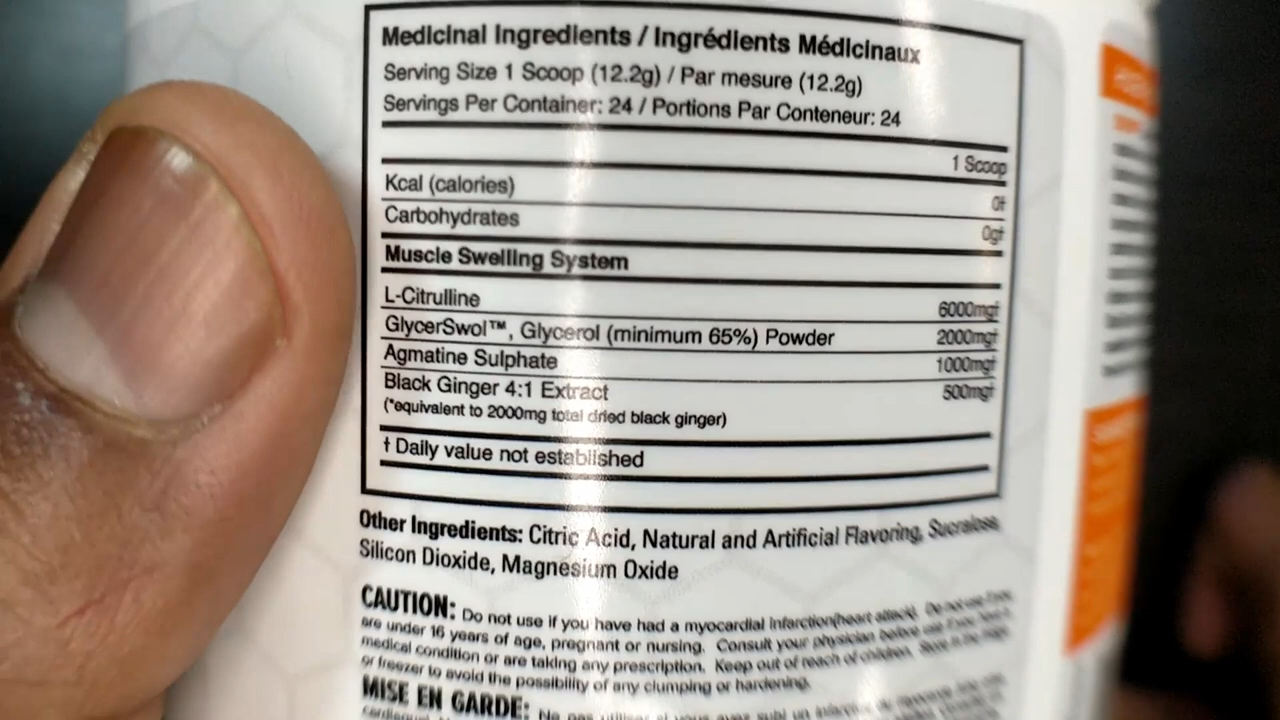 Medicinal Ingredients / Ingrédients Médicinaux
Serving Size 1 Scoop (12.2g) / Par mesure (12.2g)
Servings Per Container: 24 / Portions Par Conteneur: 24
1 Scoop
Kcal (calories) 0†
Carbohydrates 0g†
Muscle Swelling System
L-Citrulline 6000mg†
GlycerSwol™, Glycerol (minimum 65%) Powder 2000mg†
Agmatine Sulphate 1000mg†
Black Ginger 4:1 Extract 500mg†
(*equivalent to 2000mg total dried black ginger)
† Daily value not established
Other Ingredients: Citric Acid, Natural and Artificial Flavoring, Sucralose,
Silicon Dioxide, Magnesium Oxide
CAUTION: Do not use if you have had a myocardial infarction(heart attack). Do not use if you
are under 16 years of age, pregnant or nursing. Consult your physician before use if you have a
medical condition or are taking any prescription. Keep out of reach of children. Store in the fridge
or freezer to avoid the possibility of any clumping or hardening.
MISE EN GARDE: Ne pas utiliser si vous avez subi un